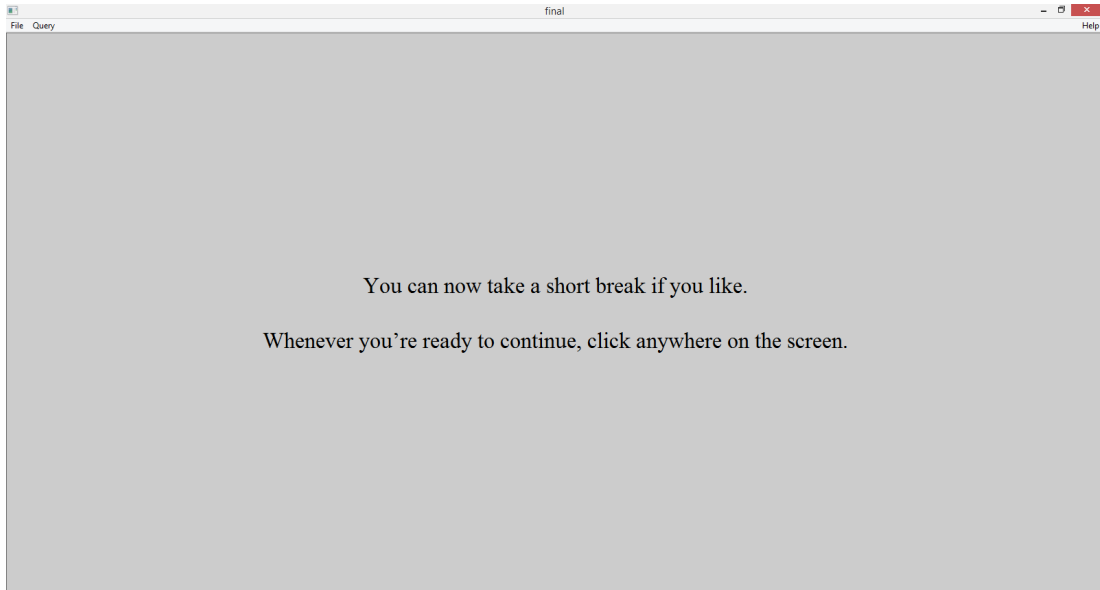 final
File Query Help
You can now take a short break if you like.
Whenever you’re ready to continue, click anywhere on the screen.